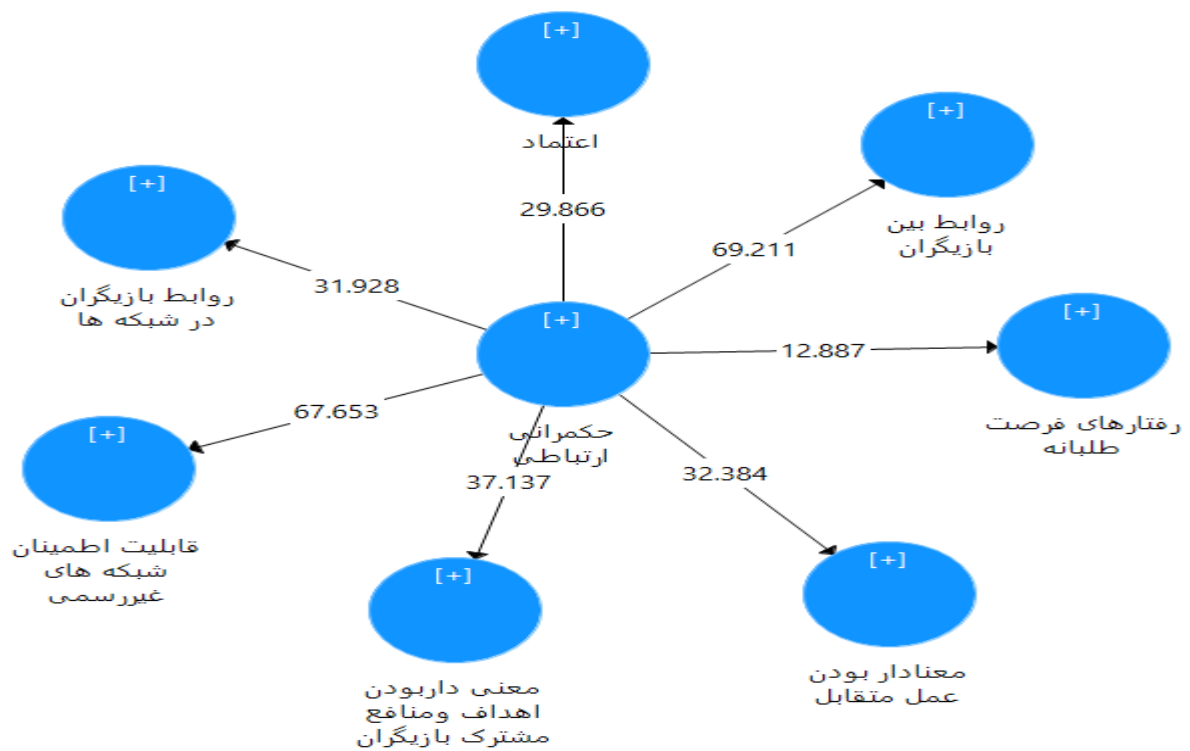 [+]
اعتماد
[+]
روابط بین
بازیگران
[+]
روابط بازیگران
در شبکه ها
29.866
69.211
31.928
[+]
حکمرانی
ارتباطی
[+]
رفتارهای فرصت
طلبانه
12.887
67.653
37.137
32.384
[+]
قابلیت اطمینان
شبکه های
غیررسمی
[+]
معنی داربودن
اهداف ومنافع
مشترک بازیگران
[+]
معنادار بودن
عمل متقابل